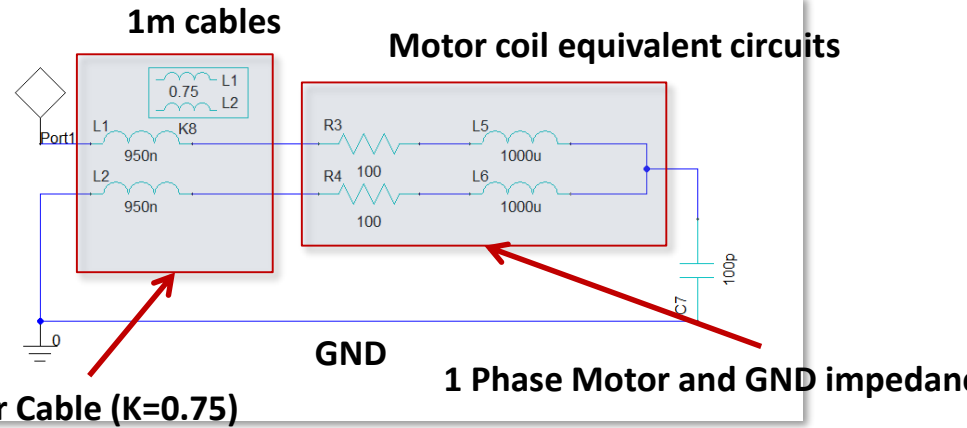 1m cables
Motor coil equivalent circuits
L1
0.75
L2
Port1
L1
K8
950n
R3
100
L5
1000u
L2
950n
R4
100
L6
1000u
100p
C7
0
GND
1 Phase Motor and GND
Cable (K=0.75)